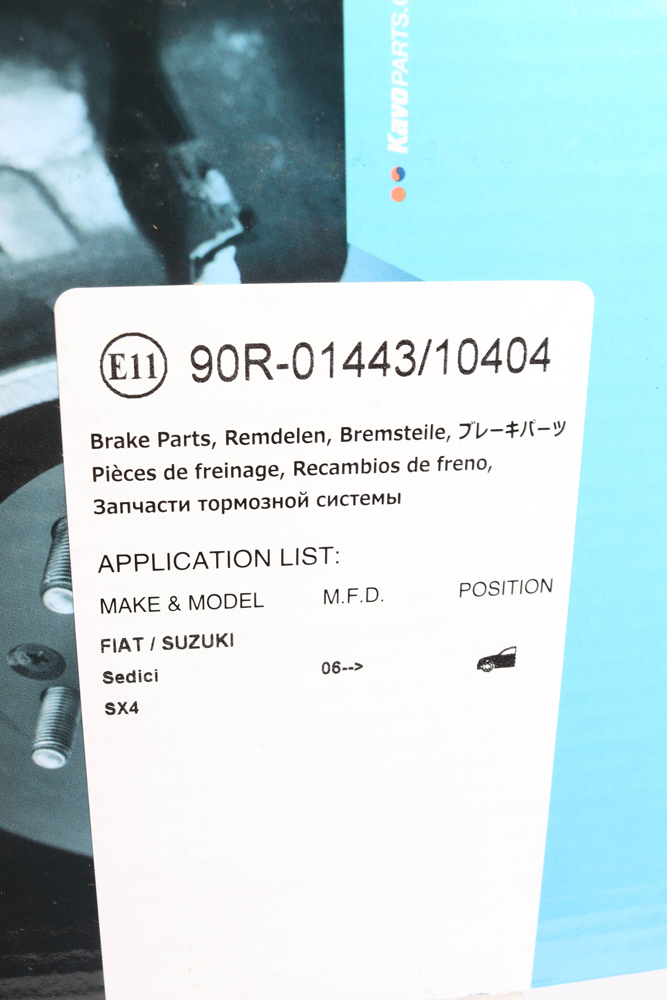 KavoPARTS.C
E11 90R-01443/10404
Brake Parts, Remdelen, Bremsteile, ブレーキパーツ
Pièces de freinage, Recambios de freno,
Запчасти тормозной системы
APPLICATION LIST:
MAKE & MODEL M.F.D. POSITION
FIAT / SUZUKI
Sedici 06-->
SX4